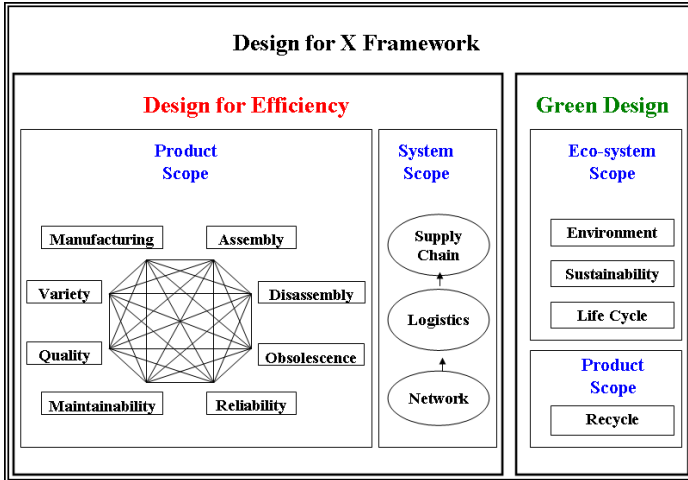 Design for X Framework
Design for Efficiency
Product
Scope
Manufacturing
Assembly
Variety
Disassembly
Quality
Obsolescence
Maintainability
Reliability
System
Scope
Supply
Chain
Logistics
Network
Green Design
Eco-system
Scope
Environment
Sustainability
Life Cycle
Product
Scope
Recycle